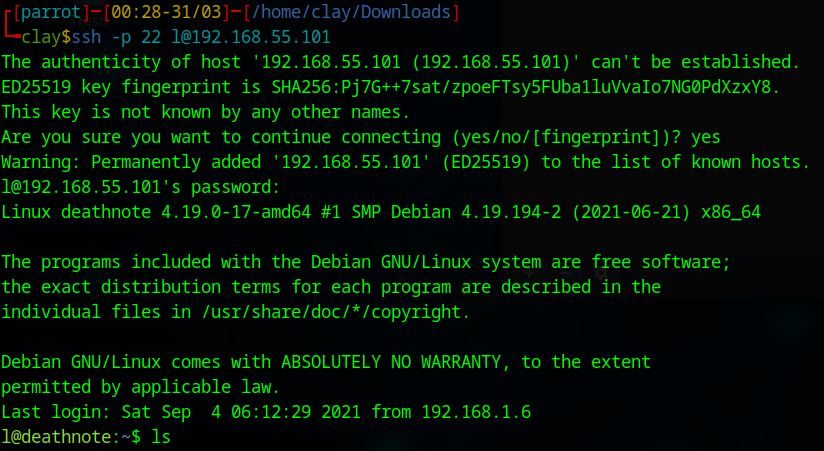 ┌─[parrot]─[00:28-31/03]─[/home/clay/Downloads]
└╼clay$ssh -p 22 l@192.168.55.101
The authenticity of host '192.168.55.101 (192.168.55.101)' can't be established.
ED25519 key fingerprint is SHA256:Pj7G++7sat/zpoeFTsy5FUba1luVvaIo7NG0PdXzxY8.
This key is not known by any other names.
Are you sure you want to continue connecting (yes/no/[fingerprint])? yes
Warning: Permanently added '192.168.55.101' (ED25519) to the list of known hosts.
l@192.168.55.101's password:
Linux deathnote 4.19.0-17-amd64 #1 SMP Debian 4.19.194-2 (2021-06-21) x86_64

The programs included with the Debian GNU/Linux system are free software;
the exact distribution terms for each program are described in the
individual files in /usr/share/doc/*/copyright.

Debian GNU/Linux comes with ABSOLUTELY NO WARRANTY, to the extent
permitted by applicable law.
Last login: Sat Sep  4 06:12:29 2021 from 192.168.1.6
l@deathnote:~$ ls